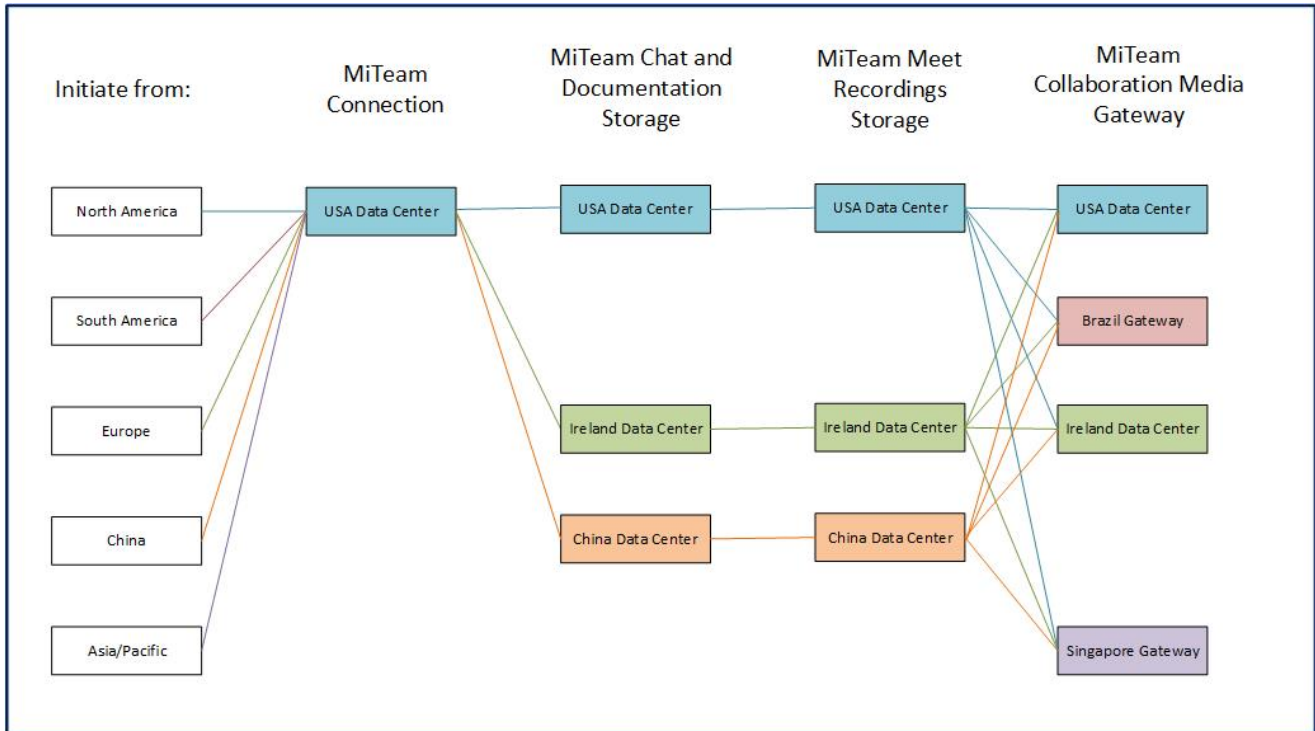 Initiate from:
MiTeam
Connection
MiTeam Chat and
Documentation
Storage
MiTeam Meet
Recordings
Storage
MiTeam
Collaboration Media
Gateway
North America
USA Data Center
USA Data Center
USA Data Center
USA Data Center
South America
Brazil Gateway
Europe
Ireland Data Center
Ireland Data Center
Ireland Data Center
China
China Data Center
China Data Center
Asia/Pacific
Singapore Gateway